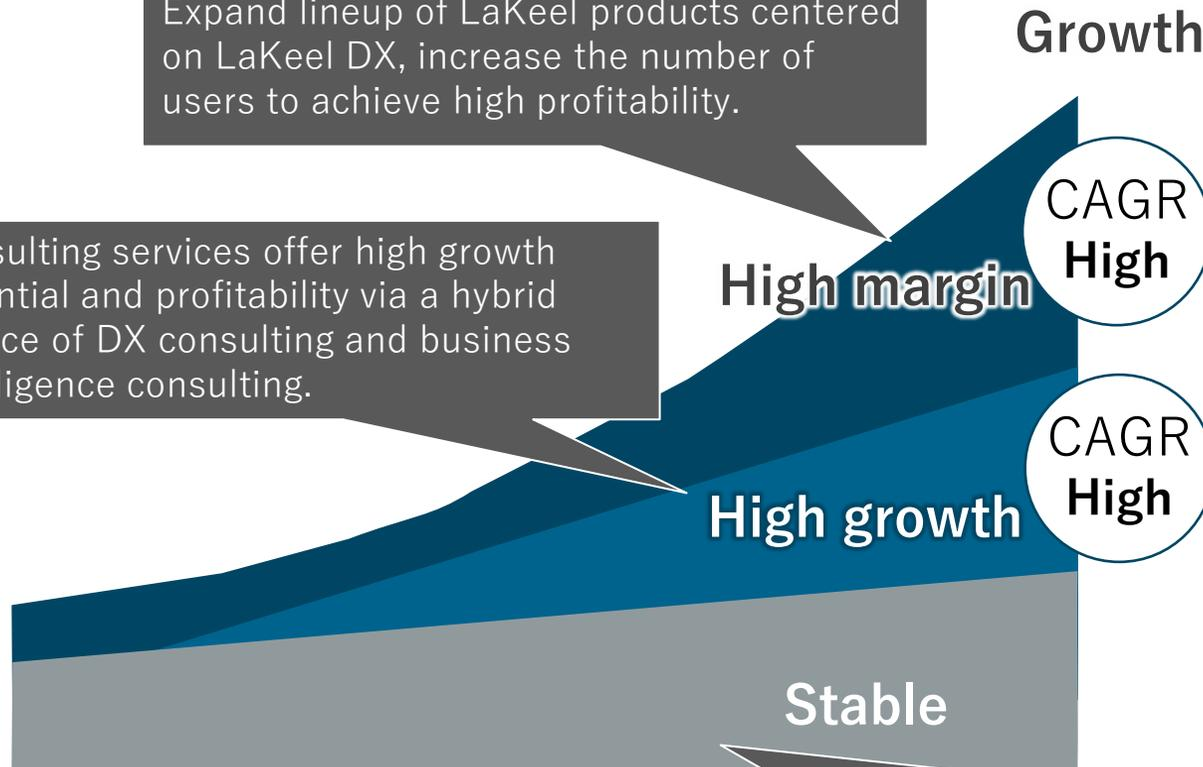 Expand lineup of LaKeel products centered
on LaKeel DX, increase the number of
users to achieve high profitability.
Growth
CAGR
High
High margin
sulting services offer high growth
ntial and profitability via a hybrid
ce of DX consulting and business
ligence consulting.
CAGR
High
High growth
Stable